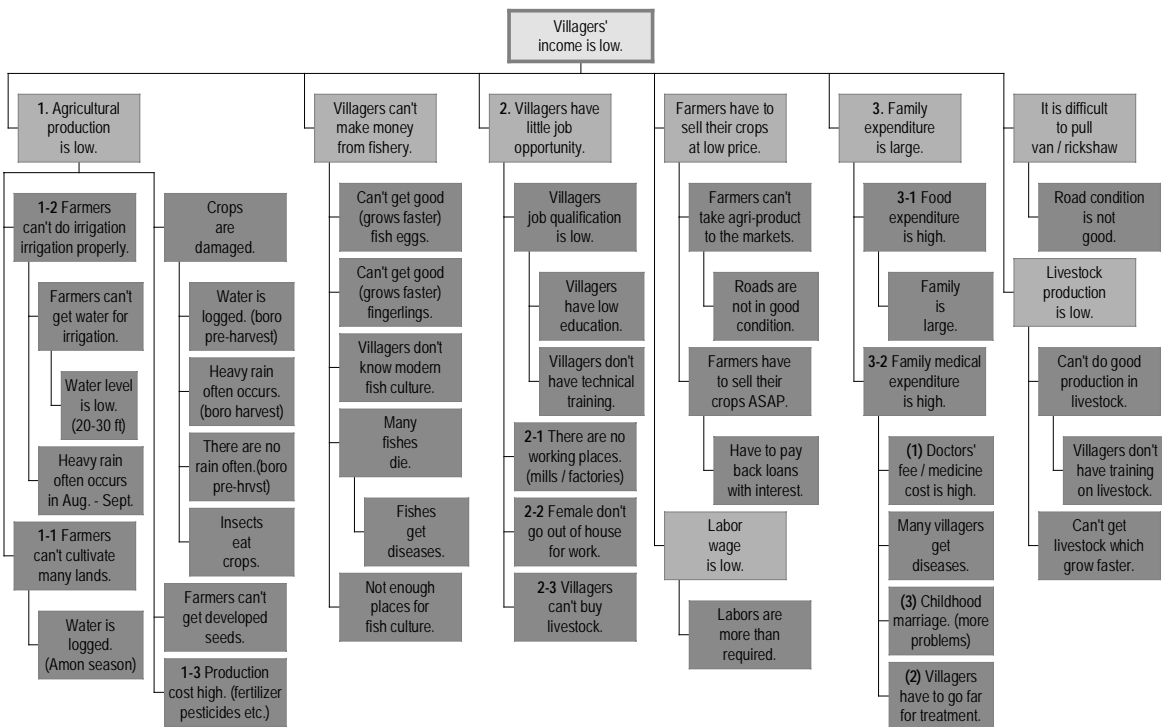 Villagers'
income is low.
1. Agricultural
production
is low.
1-2 Farmers
can't do irrigation
irrigation properly.
Farmers can't
get water for
irrigation.
Water level
is low.
(20-30 ft)
Heavy rain
often occurs
in Aug. - Sept.
1-1 Farmers
can't cultivate
many lands.
Water is
logged.
(Amon season)
Crops
are
damaged.
Water is
logged. (boro
pre-harvest)
Heavy rain
often occurs.
(boro harvest)
There are no
rain often.(boro
pre-hrvst)
Insects
eat
crops.
Farmers can't
get developed
seeds.
1-3 Production
cost high. (fertilizer
pesticides etc.)
Villagers can't
make money
from fishery.
Can't get good
(grows faster)
fish eggs.
Can't get good
(grows faster)
fingerlings.
Villagers don't
know modern
fish culture.
Many
fishes
die.
Fishes
get
diseases.
Not enough
places for
fish culture.
2. Villagers have
little job
opportunity.
Villagers
job qualification
is low.
Villagers
have low
education.
Villagers don't
have technical
training.
2-1 There are no
working places.
(mills / factories)
2-2 Female don't
go out of house
for work.
2-3 Villagers
can't buy
livestock.
Farmers have to
sell their crops
at low price.
Farmers can't
take agri-product
to the markets.
Roads are
not in good
condition.
Farmers have
to sell their
crops ASAP.
Have to pay
back loans
with interest.
Labor
wage
is low.
Labors are
more than
required.
3. Family
expenditure
is large.
3-1 Food
expenditure
is high.
Family
is
large.
3-2 Family medical
expenditure
is high.
(1) Doctors'
fee / medicine
cost is high.
Many villagers
get
diseases.
(3) Childhood
marriage. (more
problems)
(2) Villagers
have to go far
for treatment.
It is difficult
to pull
van / rickshaw
Road condition
is not
good.
Livestock
production
is low.
Can't do good
production in
livestock.
Villagers don't
have training
on livestock.
Can't get
livestock which
grow faster.